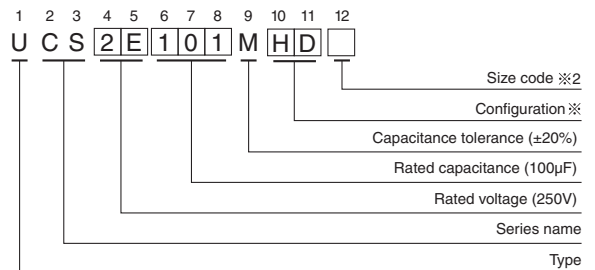 1 2 3 4 5 6 7 8 9 10 11 12
U C S 2 E 1 0 1 M H D
Size code ※2
Configuration※
Capacitance tolerance (±20%)
Rated capacitance (100µF)
Rated voltage (250V)
Series name
Type